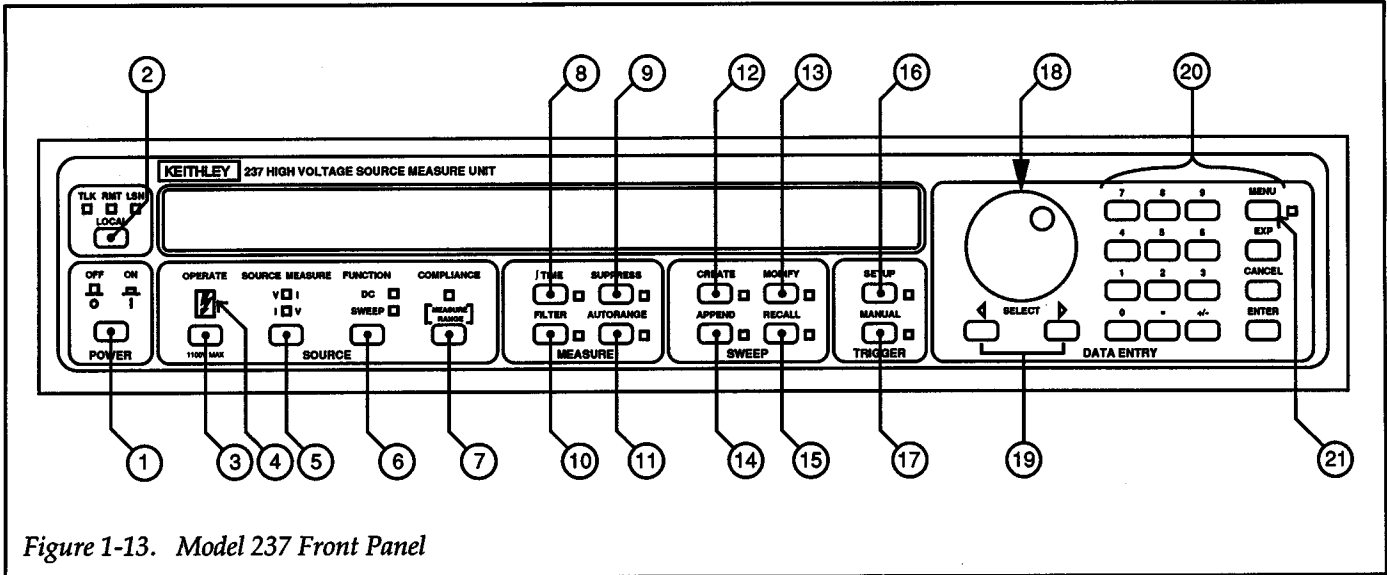 2
8
9
12
13
16
18
20
KEITHLEY 237 HIGH VOLTAGE SOURCE MEASURE UNIT
TLK RMT LSN
LOCAL
OFF ON
O I
POWER
OPERATE
1100V MAX
SOURCE MEASURE
V I
I V
FUNCTION
DC
SWEEP
COMPLIANCE
MEASURE
RANGE
SOURCE
∫ TIME SUPPRESS
FILTER AUTORANGE
MEASURE
CREATE MODIFY
APPEND RECALL
SWEEP
SETUP
MANUAL
TRIGGER
SELECT
7 8 9 MENU
4 5 6 EXP
1 2 3 CANCEL
0 +/- ENTER
DATA ENTRY
1
3
4
5
6
7
10
11
14
15
17
19
21
Figure 1-13. Model 237 Front Panel